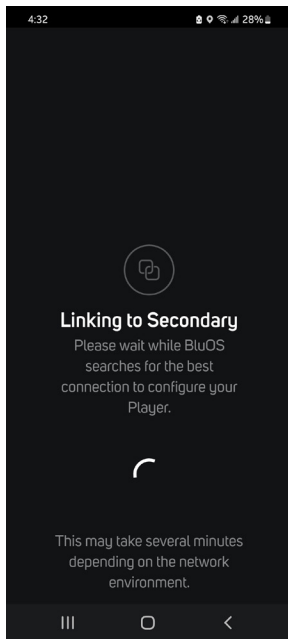 4:32 28%
Linking to Secondary
Please wait while BluOS
searches for the best
connection to configure your
Player.
This may take several minutes
depending on the network
environment.